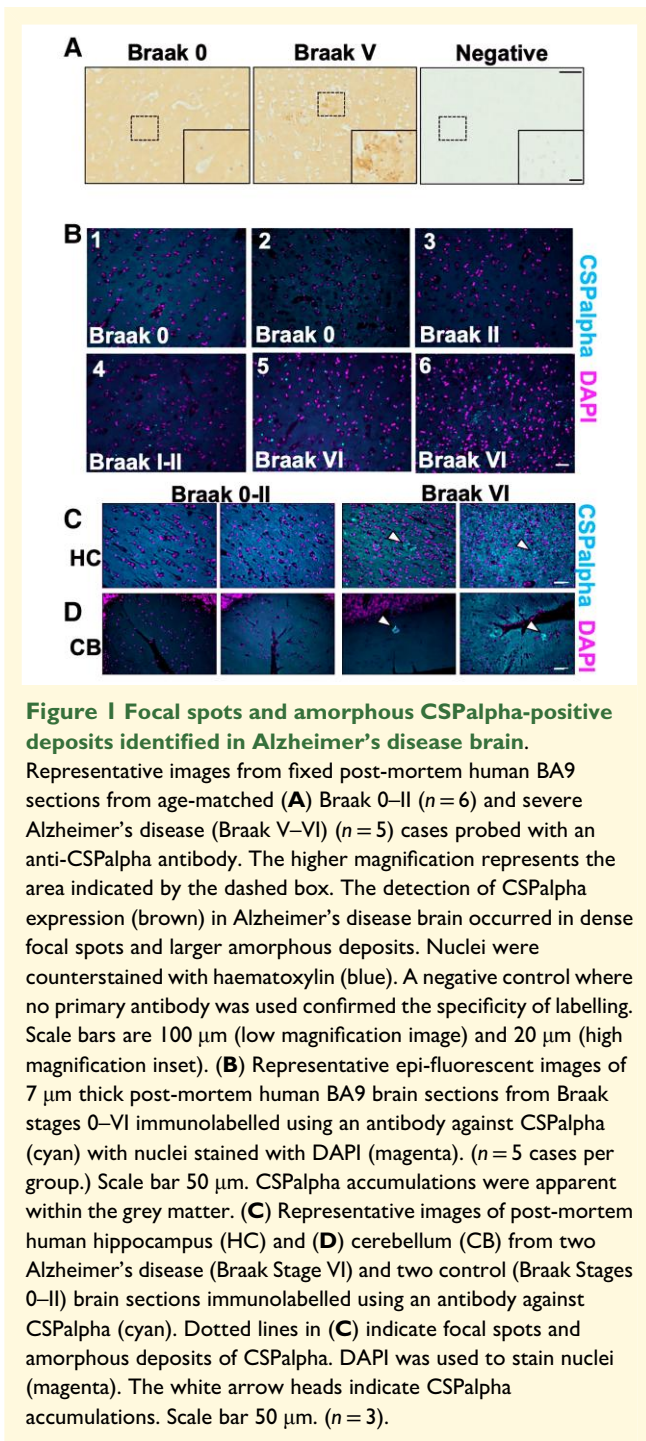 A
Braak 0 Braak V Negative
B
1 2 3
Braak 0 Braak 0 Braak II
4 5 6
Braak I-II Braak VI Braak VI
CSPalpha DAPI
Braak 0-II Braak VI
C
HC
D
CB
CSPalpha DAPI
Figure 1 Focal spots and amorphous CSPalpha-positive
deposits identified in Alzheimer's disease brain.
Representative images from fixed post-mortem human BA9
sections from age-matched (A) Braak 0–II (n = 6) and severe
Alzheimer's disease (Braak V–VI) (n = 5) cases probed with an
anti-CSPalpha antibody. The higher magnification represents the
area indicated by the dashed box. The detection of CSPalpha
expression (brown) in Alzheimer's disease brain occurred in dense
focal spots and larger amorphous deposits. Nuclei were
counterstained with haematoxylin (blue). A negative control where
no primary antibody was used confirmed the specificity of labelling.
Scale bars are 100 μm (low magnification image) and 20 μm (high
magnification inset). (B) Representative epi-fluorescent images of
7 μm thick post-mortem human BA9 brain sections from Braak
stages 0–VI immunolabelled using an antibody against CSPalpha
(cyan) with nuclei stained with DAPI (magenta). (n = 5 cases per
group.) Scale bar 50 μm. CSPalpha accumulations were apparent
within the grey matter. (C) Representative images of post-mortem
human hippocampus (HC) and (D) cerebellum (CB) from two
Alzheimer's disease (Braak Stage VI) and two control (Braak Stages
0–II) brain sections immunolabelled using an antibody against
CSPalpha (cyan). Dotted lines in (C) indicate focal spots and
amorphous deposits of CSPalpha. DAPI was used to stain nuclei
(magenta). The white arrow heads indicate CSPalpha
accumulations. Scale bar 50 μm. (n = 3).